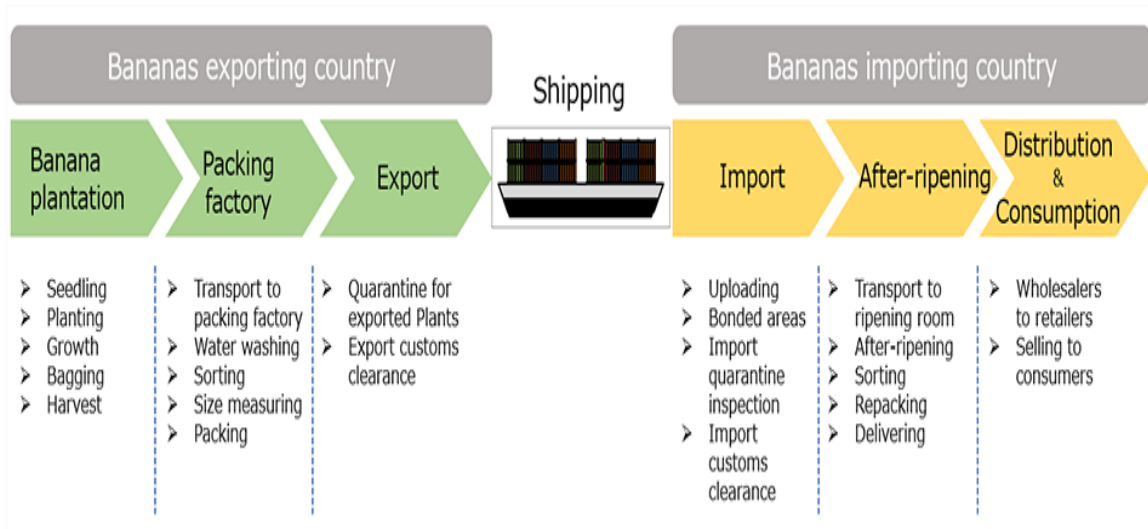 Bananas exporting country
Shipping
Bananas importing country
Banana
plantation
Packing
factory
Export
Import
After-ripening
Distribution
&
Consumption
➢ Seedling
➢ Planting
➢ Growth
➢ Bagging
➢ Harvest
➢ Transport to
packing factory
➢ Water washing
➢ Sorting
➢ Size measuring
➢ Packing
➢ Quarantine for
exported Plants
➢ Export customs
clearance
➢ Uploading
➢ Bonded areas
➢ Import
quarantine
inspection
➢ Import
customs
clearance
➢ Transport to
ripening room
➢ After-ripening
➢ Sorting
➢ Repacking
➢ Delivering
➢ Wholesalers
to retailers
➢ Selling to
consumers